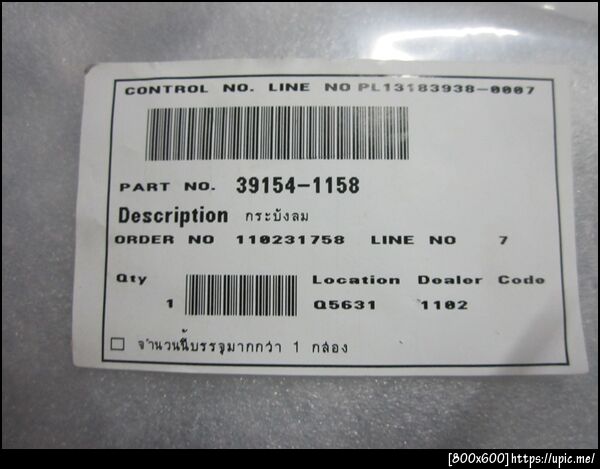 CONTROL NO. LINE NO PL13183938-0007
PART NO. 39154-1158
Description กระบังลม
ORDER NO 110231758 LINE NO 7
Qty Location Dealer Code
1 Q5631 1102
☐ จำนวนนี้บรรจุมากกว่า 1 กล่อง
[800x600]https://upic.me/